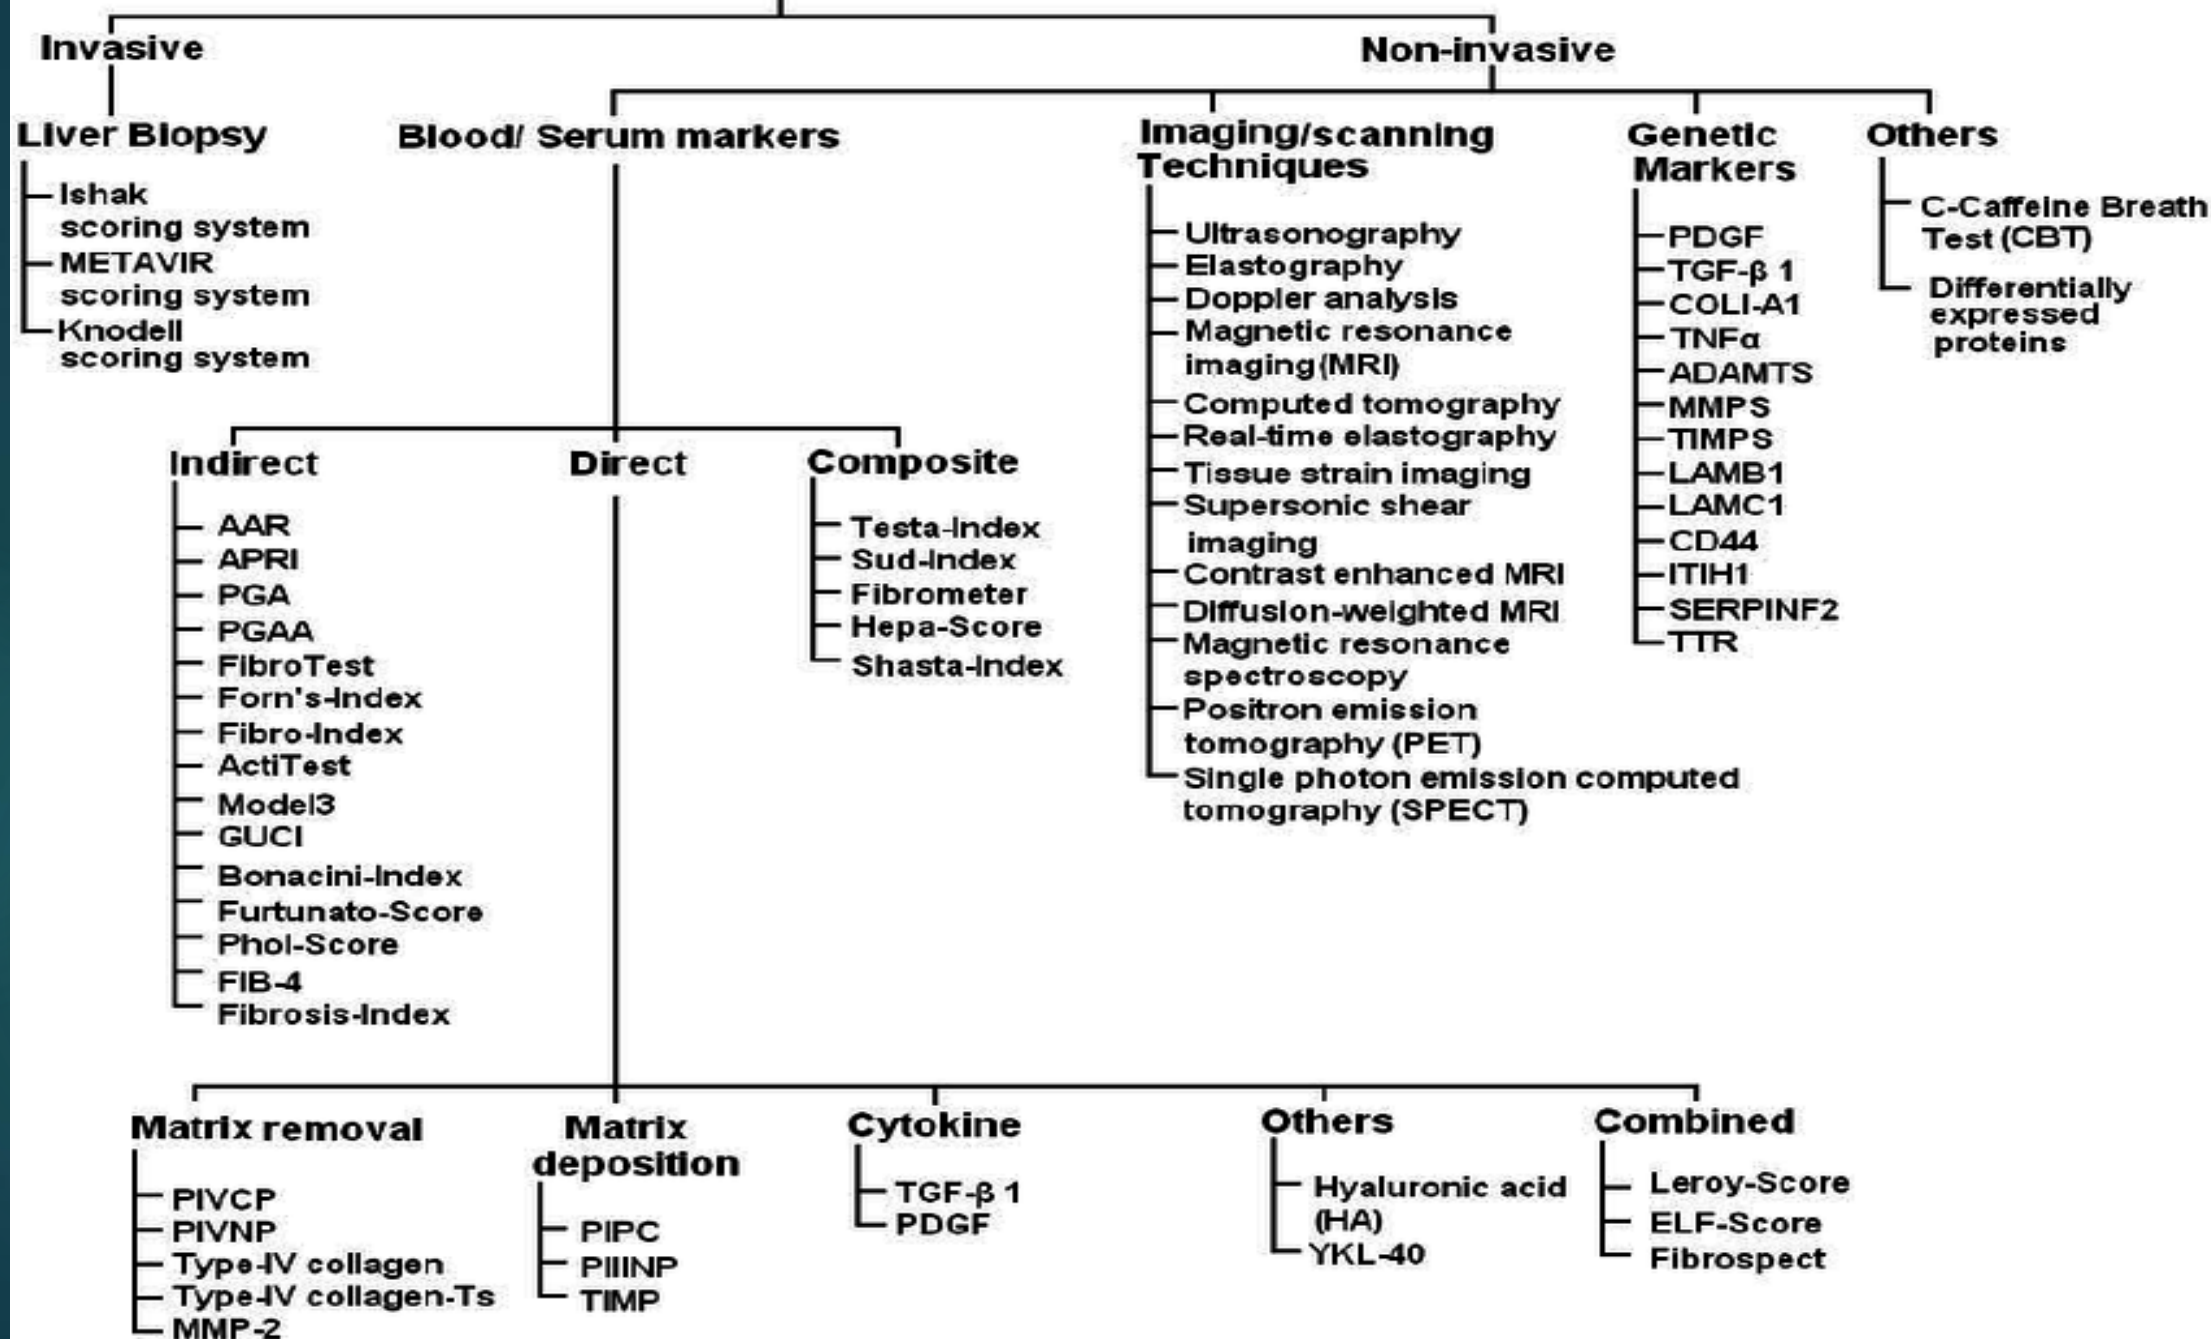 Invasive
Non-invasive
Liver Biopsy
Ishak
scoring system
METAVIR
scoring system
Knodell
scoring system
Blood/ Serum markers
Imaging/scanning
Techniques
Ultrasonography
Elastography
Doppler analysis
Magnetic resonance
imaging (MRI)
Computed tomography
Real-time elastography
Tissue strain imaging
Supersonic shear
imaging
Contrast enhanced MRI
Diffusion-weighted MRI
Magnetic resonance
spectroscopy
Positron emission
tomography (PET)
Single photon emission computed
tomography (SPECT)
Genetic
Markers
PDGF
TGF-β 1
COLI-A1
TNFα
ADAMTS
MMPS
TIMPS
LAMB1
LAMC1
CD44
ITIH1
SERPINF2
TTR
Others
C-Caffeine Breath
Test (CBT)
Differentially
expressed
proteins
Indirect
AAR
APRI
PGA
PGAA
FibroTest
Forn's-Index
Fibro-Index
ActiTest
Model3
GUCI
Bonacini-Index
Furtunato-Score
Phol-Score
FIB-4
Fibrosis-Index
Direct
Composite
Testa-Index
Sud-Index
Fibrometer
Hepa-Score
Shasta-Index
Matrix removal
PIVCP
PIVNP
Type-IV collagen
Type-IV collagen-Ts
MMP-2
Matrix
deposition
PIPC
PIIINP
TIMP
Cytokine
TGF-β 1
PDGF
Others
Hyaluronic acid
(HA)
YKL-40
Combined
Leroy-Score
ELF-Score
Fibrospect